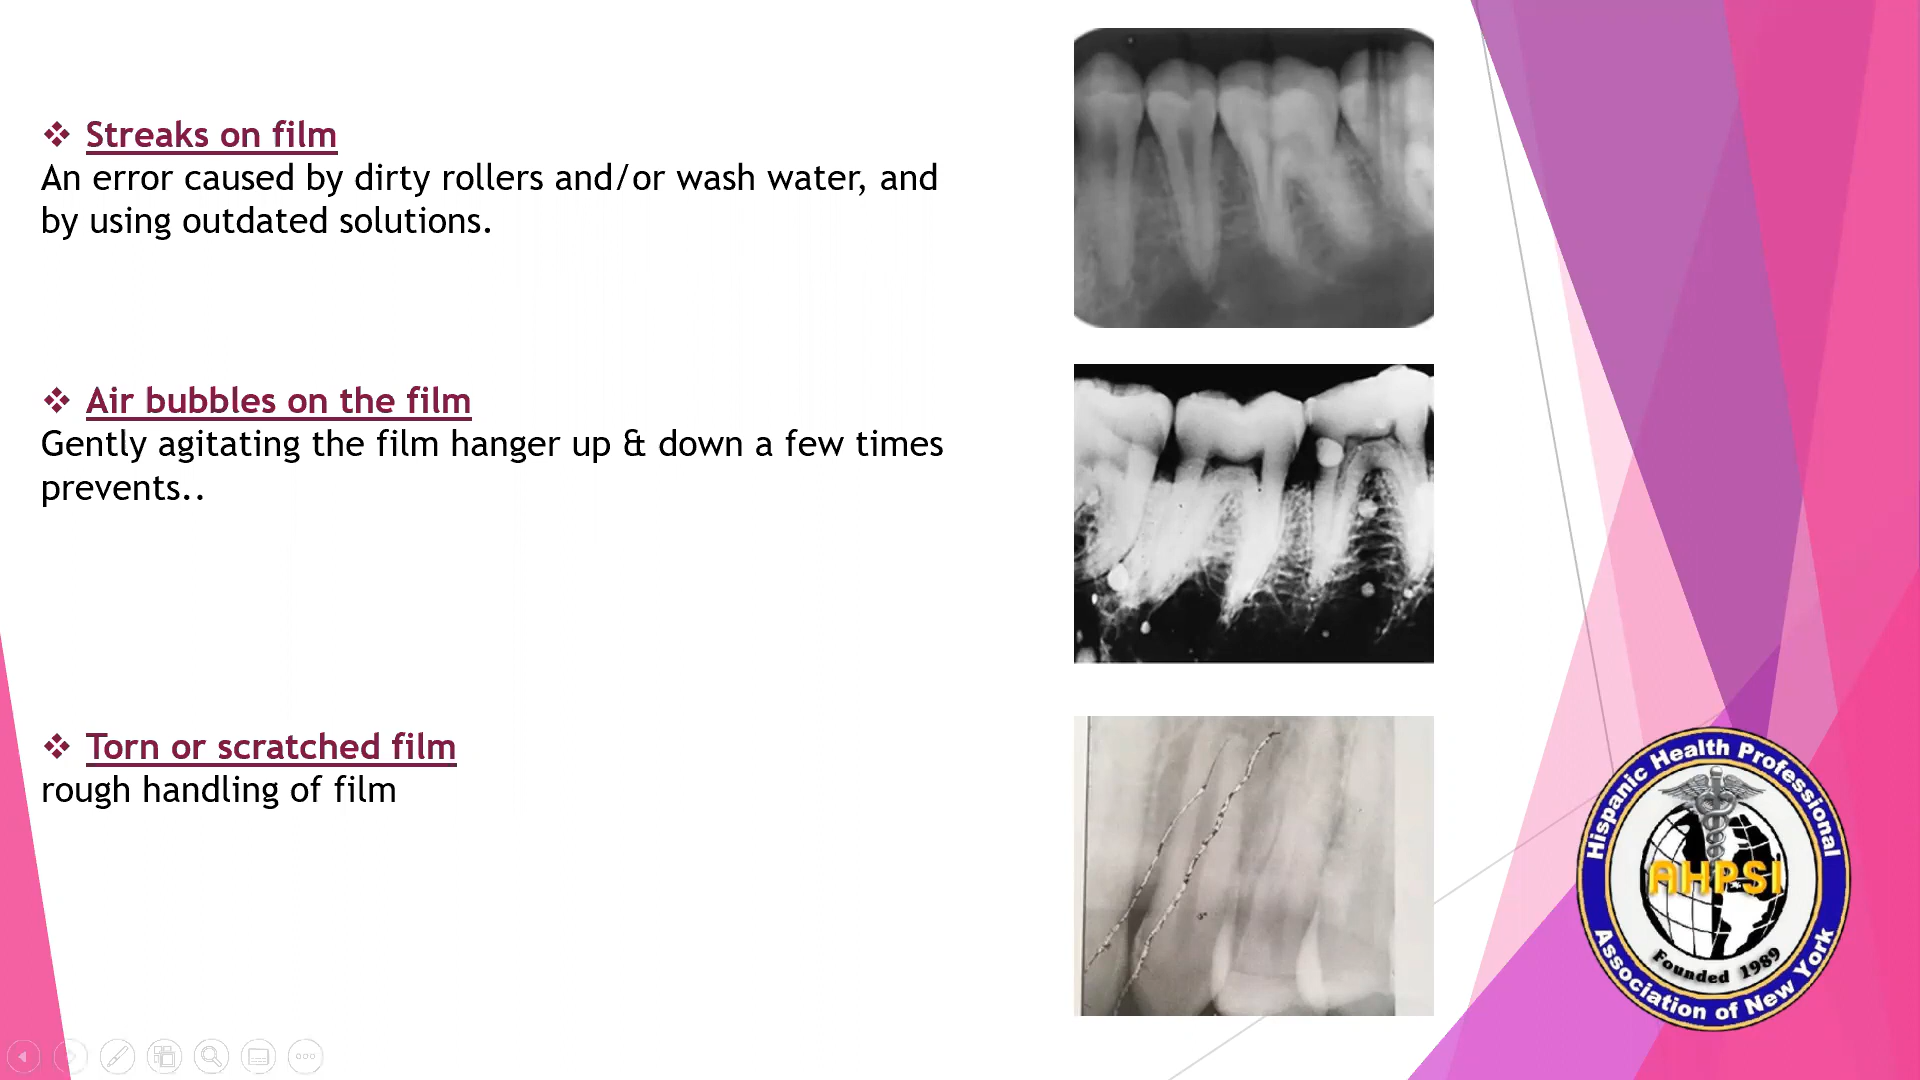 ❖ Streaks on film
An error caused by dirty rollers and/or wash water, and
by using outdated solutions.
❖ Air bubbles on the film
Gently agitating the film hanger up & down a few times
prevents..
❖ Torn or scratched film
rough handling of film
Hispanic Health Professional
AHPSI
Founded 1989
Association of New York